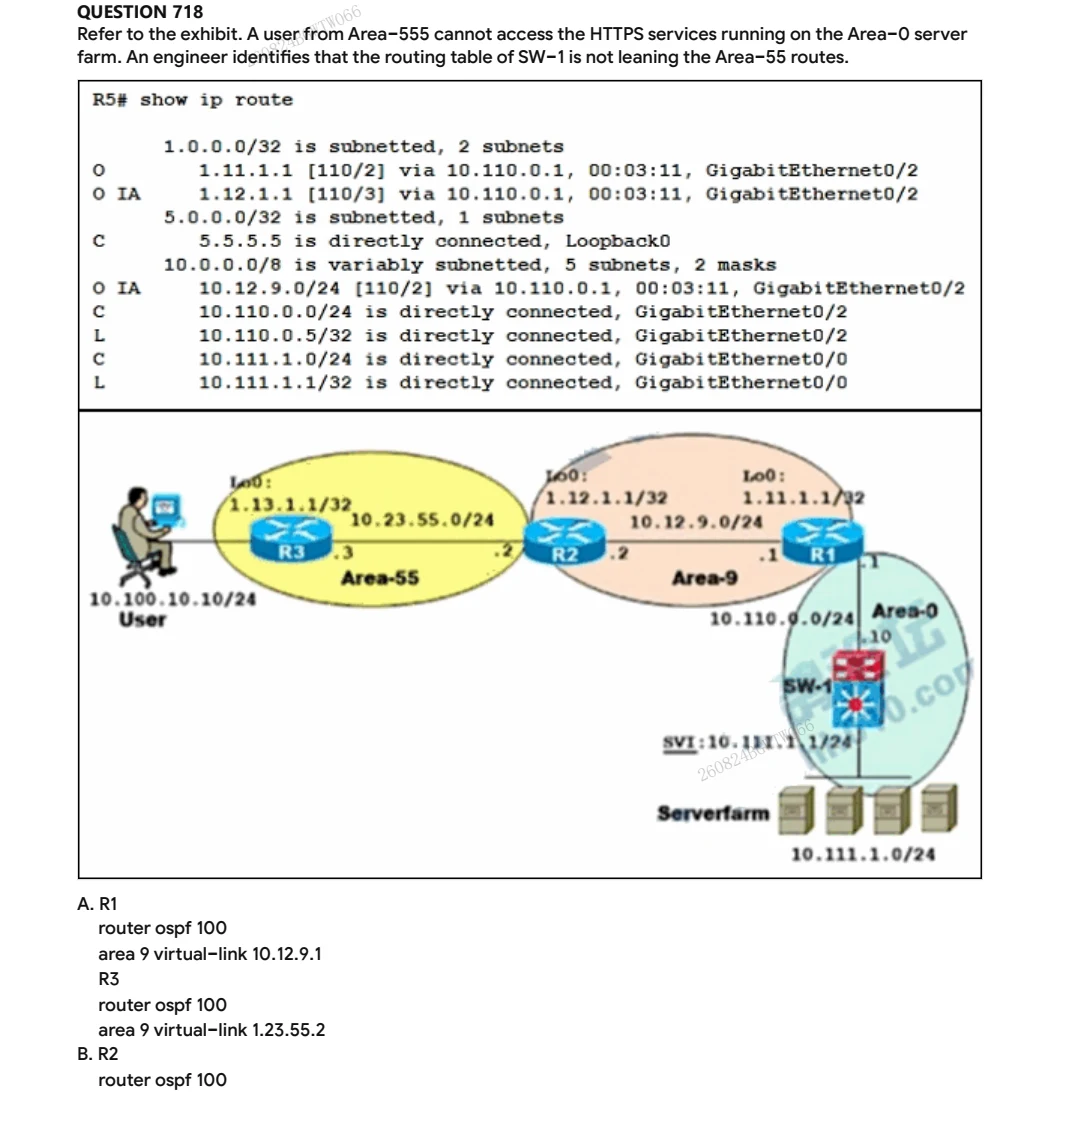 QUESTION 718
Refer to the exhibit. A user from Area-555 cannot access the HTTPS services running on the Area-0 server
farm. An engineer identifies that the routing table of SW-1 is not leaning the Area-55 routes.
R5# show ip route
1.0.0.0/32 is subnetted, 2 subnets
O 1.11.1.1 [110/2] via 10.110.0.1, 00:03:11, GigabitEthernet0/2
O IA 1.12.1.1 [110/3] via 10.110.0.1, 00:03:11, GigabitEthernet0/2
5.0.0.0/32 is subnetted, 1 subnets
C 5.5.5.5 is directly connected, Loopback0
10.0.0.0/8 is variably subnetted, 5 subnets, 2 masks
O IA 10.12.9.0/24 [110/2] via 10.110.0.1, 00:03:11, GigabitEthernet0/2
C 10.110.0.0/24 is directly connected, GigabitEthernet0/2
L 10.110.0.5/32 is directly connected, GigabitEthernet0/2
C 10.111.1.0/24 is directly connected, GigabitEthernet0/0
L 10.111.1.1/32 is directly connected, GigabitEthernet0/0
Lo0:
1.13.1.1/32
10.23.55.0/24
R3
.3
.2
Area-55
10.100.10.10/24
User
Lo0:
1.12.1.1/32
Lo0:
1.11.1.1/32
10.12.9.0/24
R2
.2
.1
R1
Area-9
.1
10.110.0.0/24
Area-0
.10
SW-1
SVI:10.111.1.1/24
Serverfarm
10.111.1.0/24
A. R1
router ospf 100
area 9 virtual-link 10.12.9.1
R3
router ospf 100
area 9 virtual-link 1.23.55.2
B. R2
router ospf 100